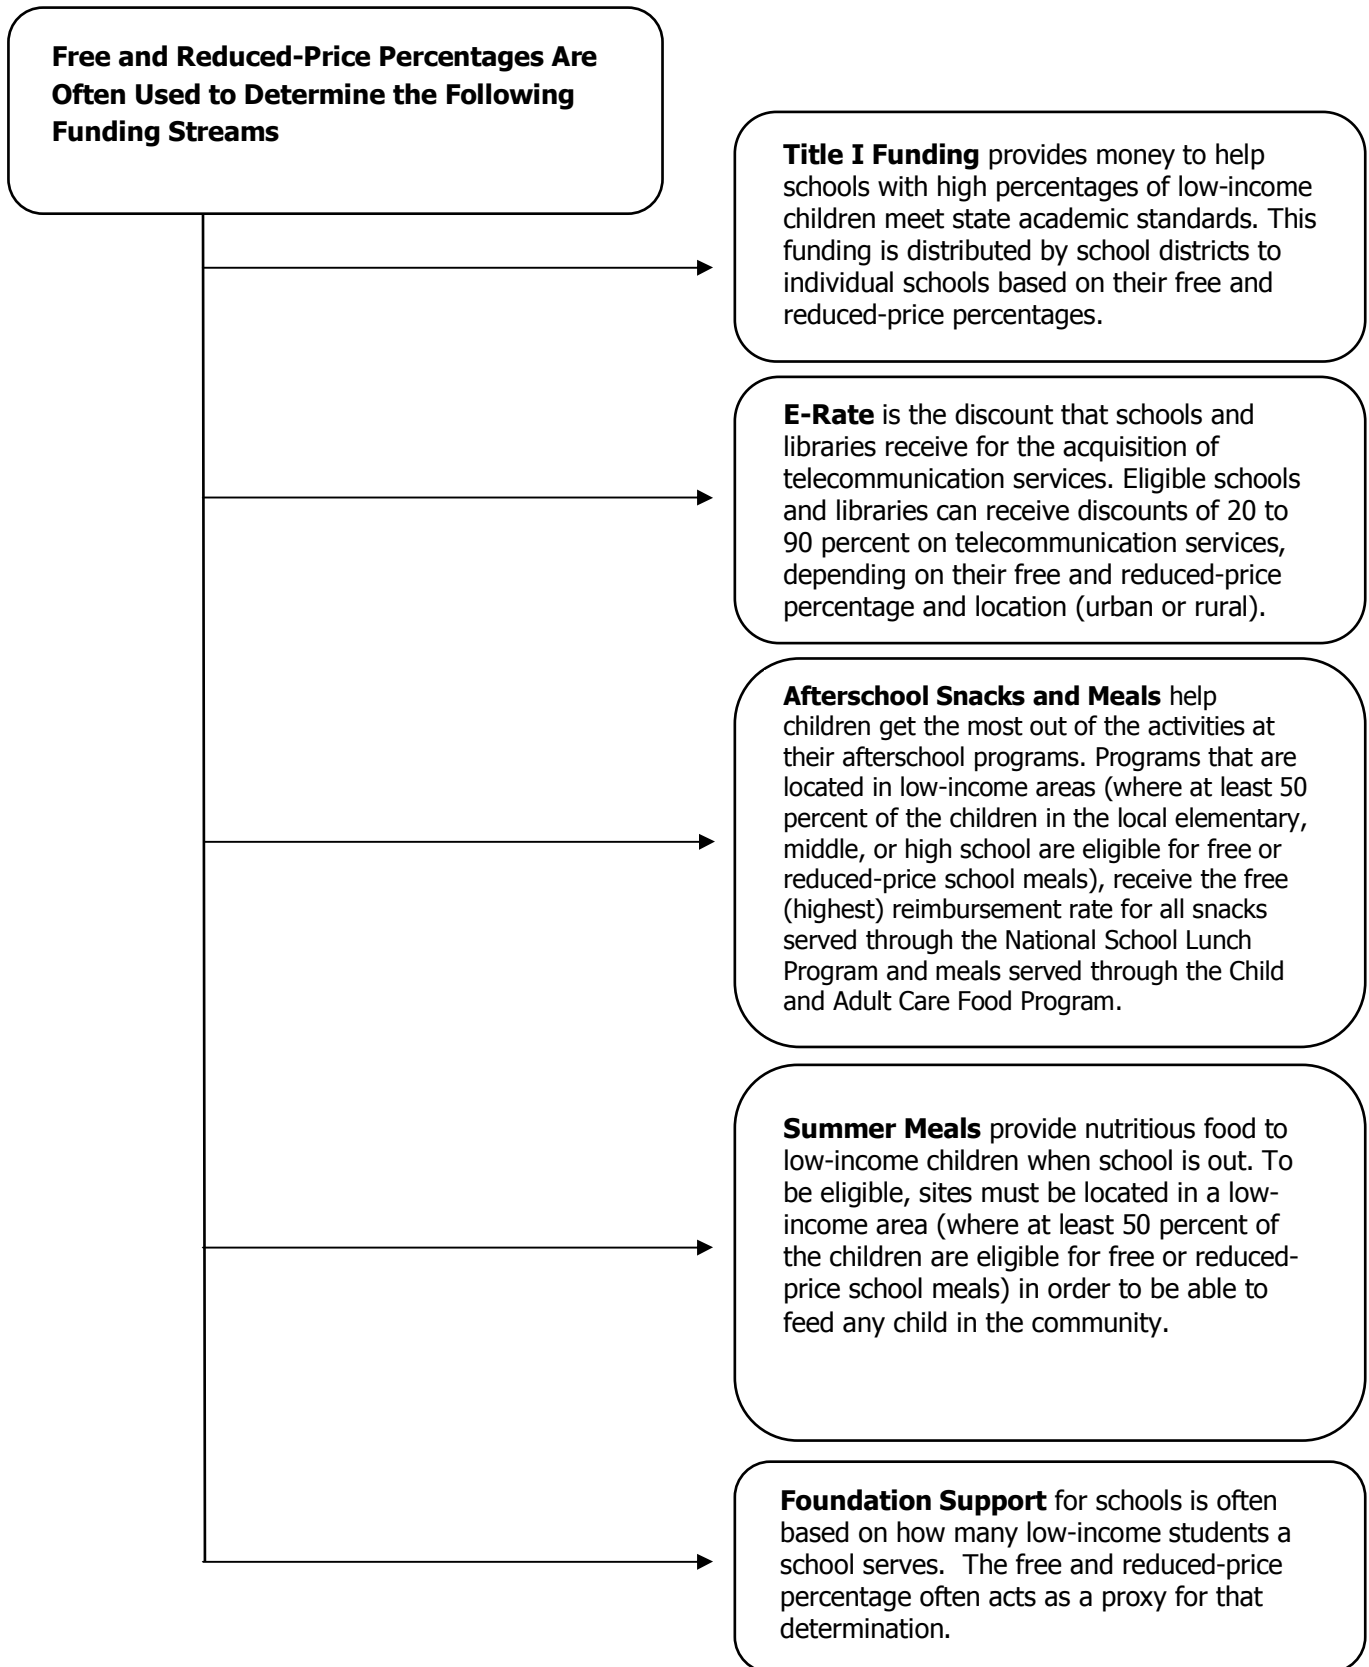 Free and Reduced-Price Percentages Are
Often Used to Determine the Following
Funding Streams
Title I Funding provides money to help
schools with high percentages of low-income
children meet state academic standards. This
funding is distributed by school districts to
individual schools based on their free and
reduced-price percentages.
E-Rate is the discount that schools and
libraries receive for the acquisition of
telecommunication services. Eligible schools
and libraries can receive discounts of 20 to
90 percent on telecommunication services,
depending on their free and reduced-price
percentage and location (urban or rural).
Afterschool Snacks and Meals help
children get the most out of the activities at
their afterschool programs. Programs that are
located in low-income areas (where at least 50
percent of the children in the local elementary,
middle, or high school are eligible for free or
reduced-price school meals), receive the free
(highest) reimbursement rate for all snacks
served through the National School Lunch
Program and meals served through the Child
and Adult Care Food Program.
Summer Meals provide nutritious food to
low-income children when school is out. To
be eligible, sites must be located in a low-
income area (where at least 50 percent of
the children are eligible for free or reduced-
price school meals) in order to be able to
feed any child in the community.
Foundation Support for schools is often
based on how many low-income students a
school serves.  The free and reduced-price
percentage often acts as a proxy for that
determination.